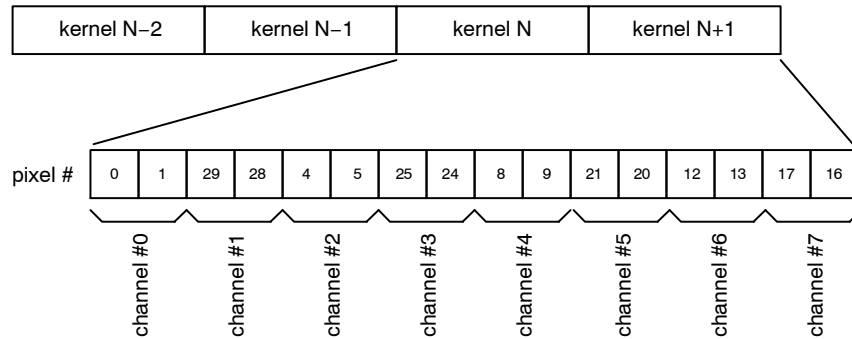 kernel N−2 kernel N−1 kernel N kernel N+1
pixel # 0 1 29 28 4 5 25 24 8 9 21 20 12 13 17 16
channel #0 channel #1 channel #2 channel #3 channel #4 channel #5 channel #6 channel #7